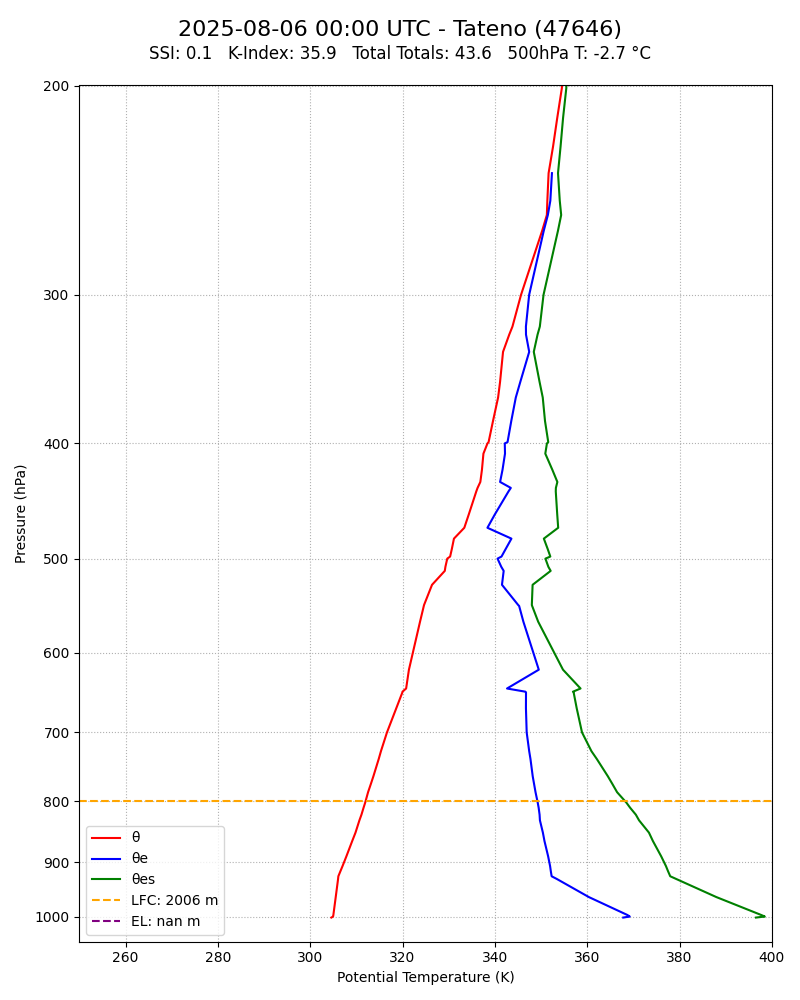 2025-08-06 00:00 UTC - Tateno (47646)
SSI: 0.1   K-Index: 35.9   Total Totals: 43.6   500hPa T: -2.7 °C
200
300
400
500
600
700
800
900
1000
Pressure (hPa)
θ
θe
θes
LFC: 2006 m
EL: nan m
260 280 300 320 340 360 380 400
Potential Temperature (K)